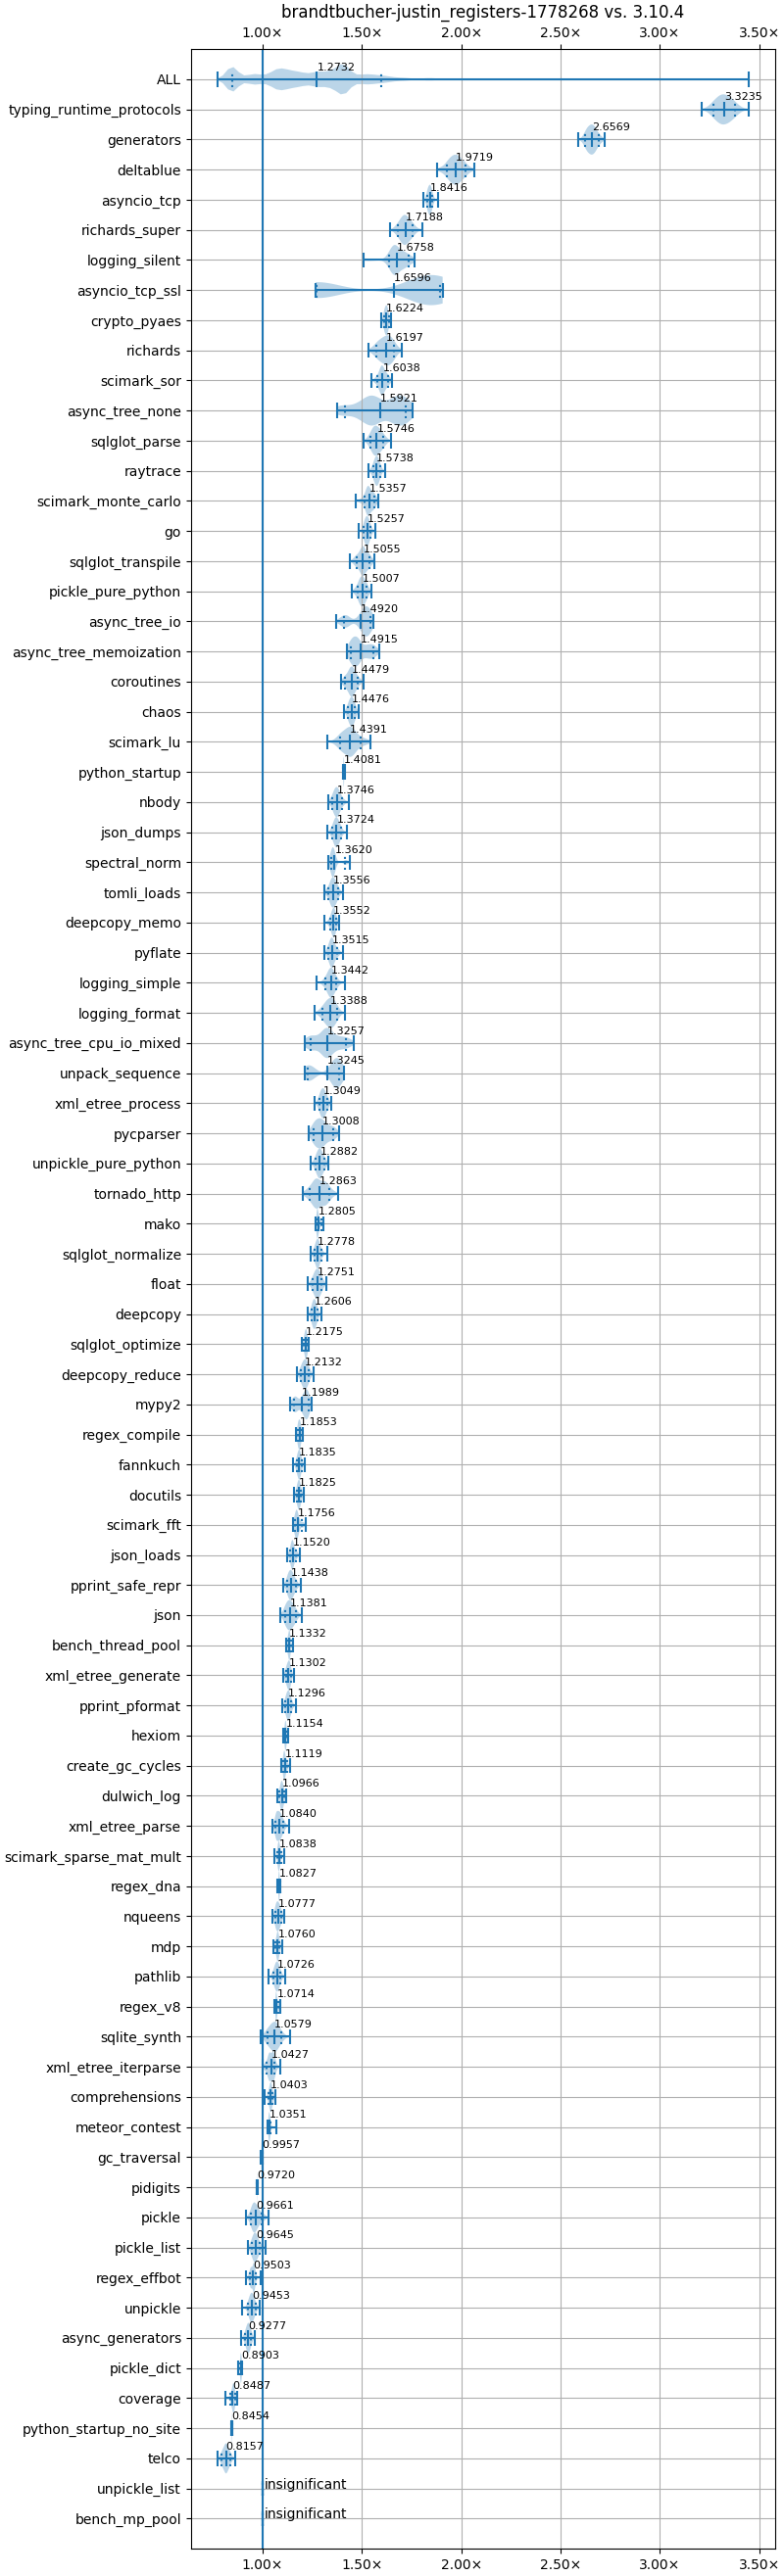 brandtbucher-justin_registers-1778268 vs. 3.10.4
1.00× 1.50× 2.00× 2.50× 3.00× 3.50×
ALL 1.2732
typing_runtime_protocols 3.3235
generators 2.6569
deltablue 1.9719
asyncio_tcp 1.8416
richards_super 1.7188
logging_silent 1.6758
asyncio_tcp_ssl 1.6596
crypto_pyaes 1.6224
richards 1.6197
scimark_sor 1.6038
async_tree_none 1.5921
sqlglot_parse 1.5746
raytrace 1.5738
scimark_monte_carlo 1.5357
go 1.5257
sqlglot_transpile 1.5055
pickle_pure_python 1.5007
async_tree_io 1.4920
async_tree_memoization 1.4915
coroutines 1.4479
chaos 1.4476
scimark_lu 1.4391
python_startup 1.4081
nbody 1.3746
json_dumps 1.3724
spectral_norm 1.3620
tomli_loads 1.3556
deepcopy_memo 1.3552
pyflate 1.3515
logging_simple 1.3442
logging_format 1.3388
async_tree_cpu_io_mixed 1.3257
unpack_sequence 1.3245
xml_etree_process 1.3049
pycparser 1.3008
unpickle_pure_python 1.2882
tornado_http 1.2863
mako 1.2805
sqlglot_normalize 1.2778
float 1.2751
deepcopy 1.2606
sqlglot_optimize 1.2175
deepcopy_reduce 1.2132
mypy2 1.1989
regex_compile 1.1853
fannkuch 1.1835
docutils 1.1825
scimark_fft 1.1756
json_loads 1.1520
pprint_safe_repr 1.1438
json 1.1381
bench_thread_pool 1.1332
xml_etree_generate 1.1302
pprint_pformat 1.1296
hexiom 1.1154
create_gc_cycles 1.1119
dulwich_log 1.0966
xml_etree_parse 1.0840
scimark_sparse_mat_mult 1.0838
regex_dna 1.0827
nqueens 1.0777
mdp 1.0760
pathlib 1.0726
regex_v8 1.0714
sqlite_synth 1.0579
xml_etree_iterparse 1.0427
comprehensions 1.0403
meteor_contest 1.0351
gc_traversal 0.9957
pidigits 0.9720
pickle 0.9661
pickle_list 0.9645
regex_effbot 0.9503
unpickle 0.9453
async_generators 0.9277
pickle_dict 0.8903
coverage 0.8487
python_startup_no_site 0.8454
telco 0.8157
unpickle_list insignificant
bench_mp_pool insignificant
1.00× 1.50× 2.00× 2.50× 3.00× 3.50×